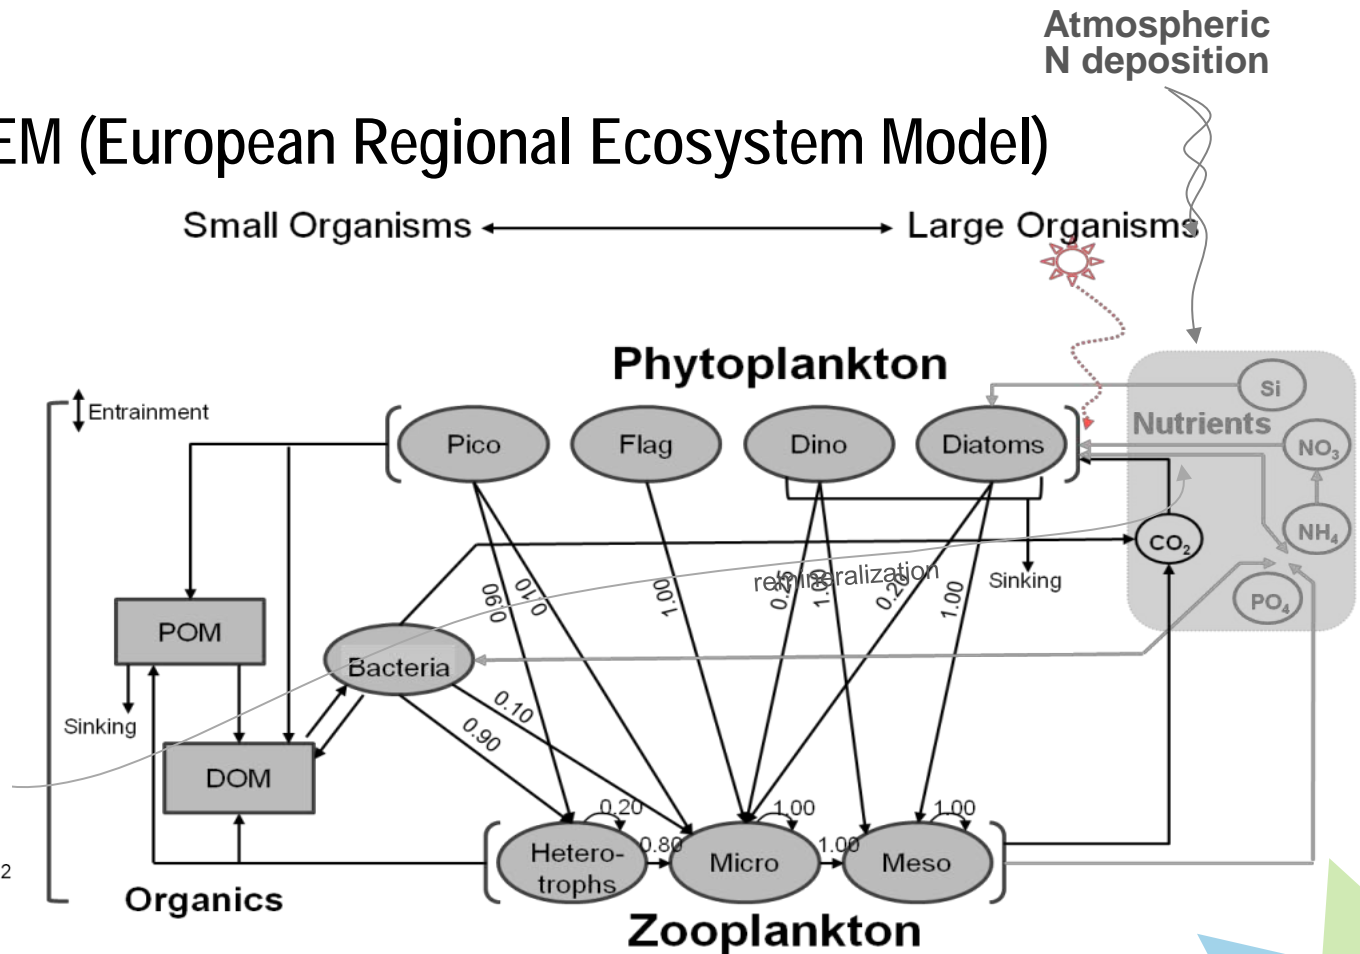 Atmospheric
N deposition
EM (European Regional Ecosystem Model)
Small Organisms
Large Organisms
Phytoplankton
Entrainment
Pico
Flag
Dino
Diatoms
Si
Nutrients
NO3
NH4
CO2
PO4
remineralization
Sinking
0.90
0.10
1.00
0.25
1.00
0.20
1.00
POM
Bacteria
Sinking
0.10
0.90
DOM
0.20
1.00
1.00
0.80
1.00
Hetero-
trophs
Micro
Meso
2
Organics
Zooplankton